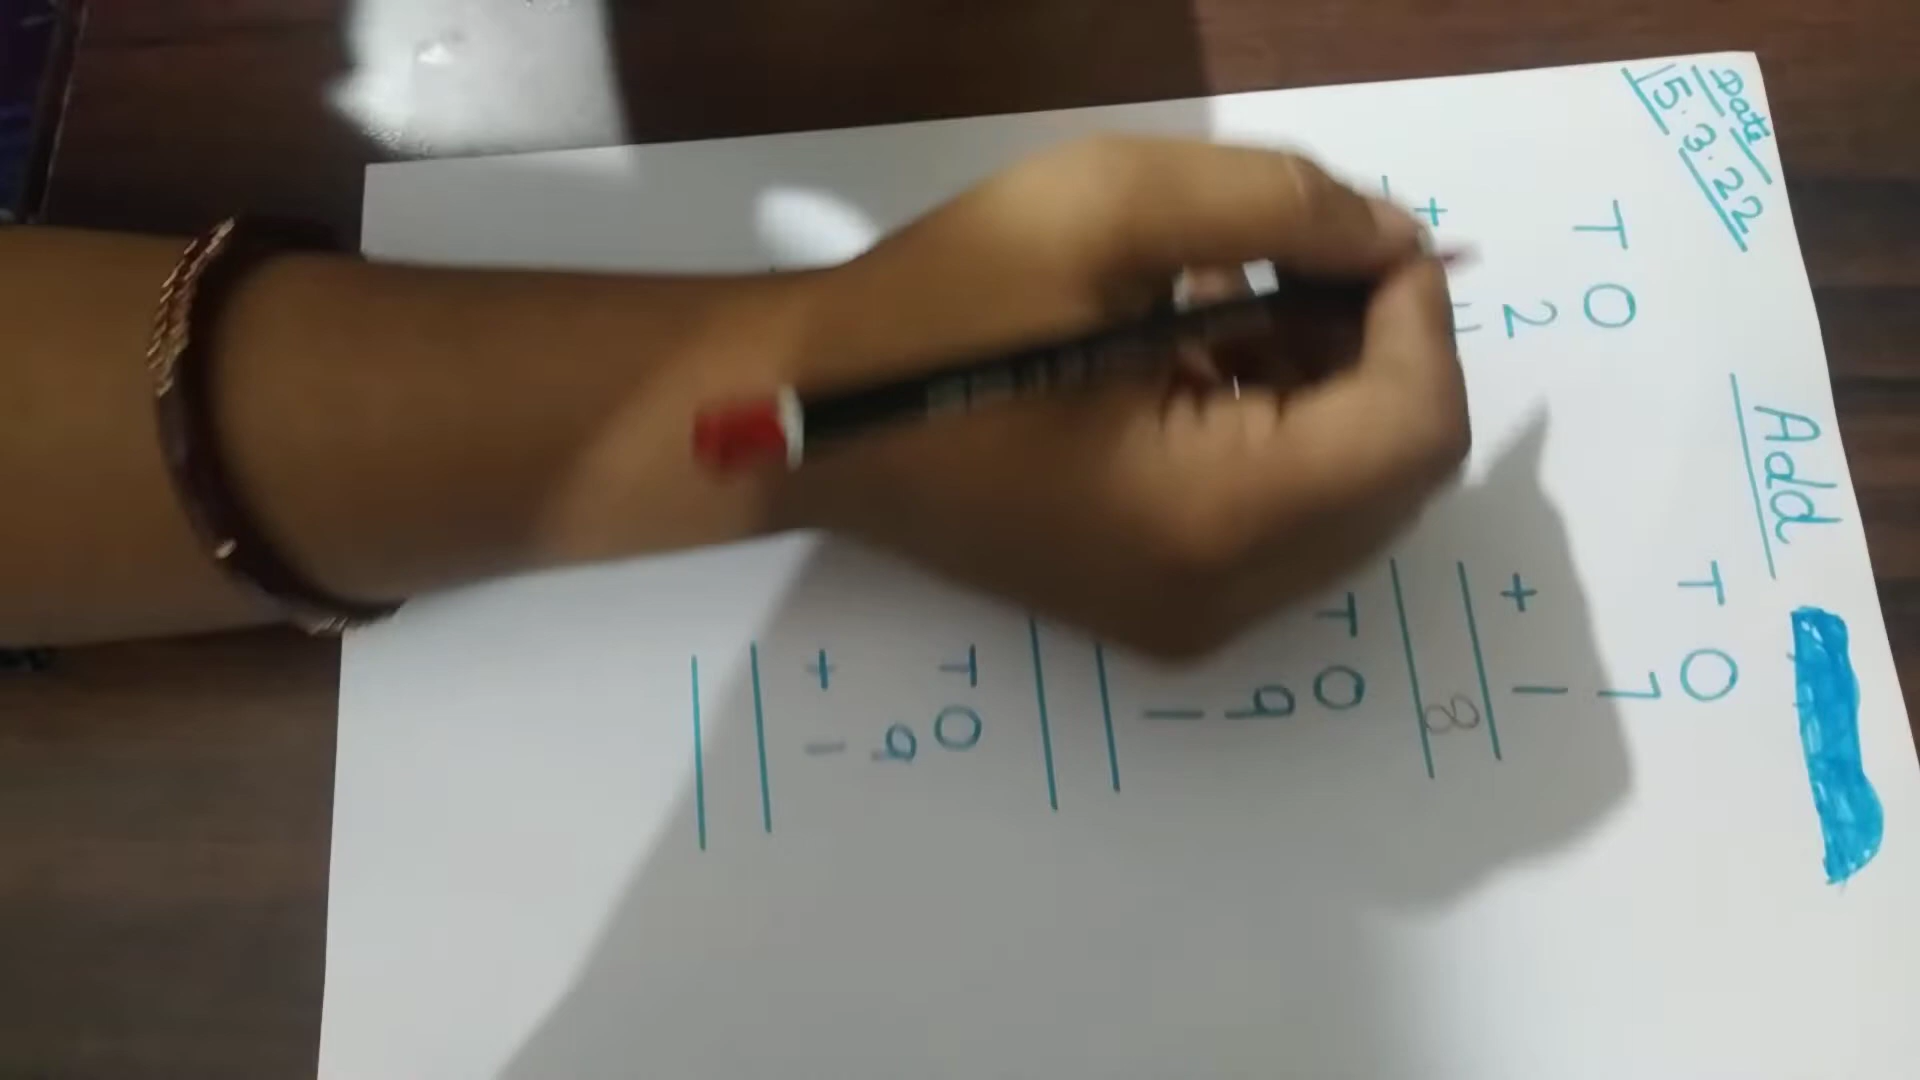 Date
15.3.22
Add
T O
2
+
T O
7
+ 1
8
T O
9
1
T O
9
+ 1